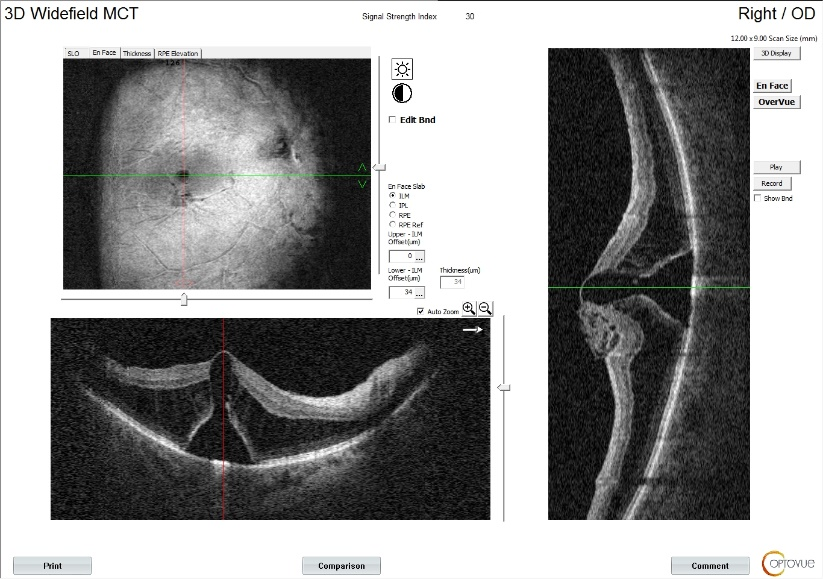 3D Widefield MCT
Signal Strength Index 30
Right / OD
12.00 x 9.00 Scan Size (mm)
SLO En Face Thickness RPE Elevation
3D Display
En Face
OverVue
Edit Bnd
Play
Record
Show Bnd
En Face Slab
ILM
IPL
RPE
RPE Ref
Upper - ILM
Offset(um)
0 ...
Lower - ILM
Offset(um)
Thickness(um)
34 ...
34
Auto Zoom
Print
Comparison
Comment
OPTOVUE